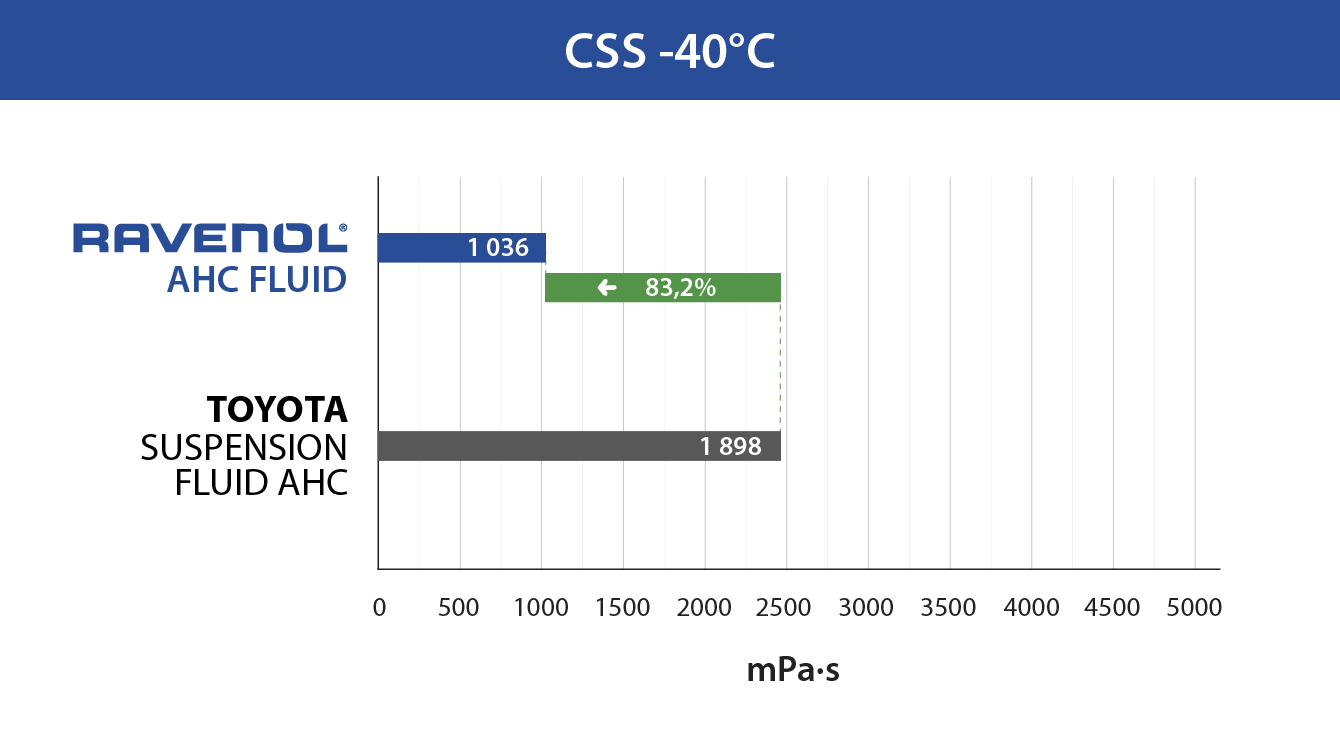 CSS -40°C
RAVENOL®
AHC FLUID
1 036
← 83,2%
TOYOTA
SUSPENSION
FLUID AHC
1 898
0 500 1000 1500 2000 2500 3000 3500 4000 4500 5000
mPa·s